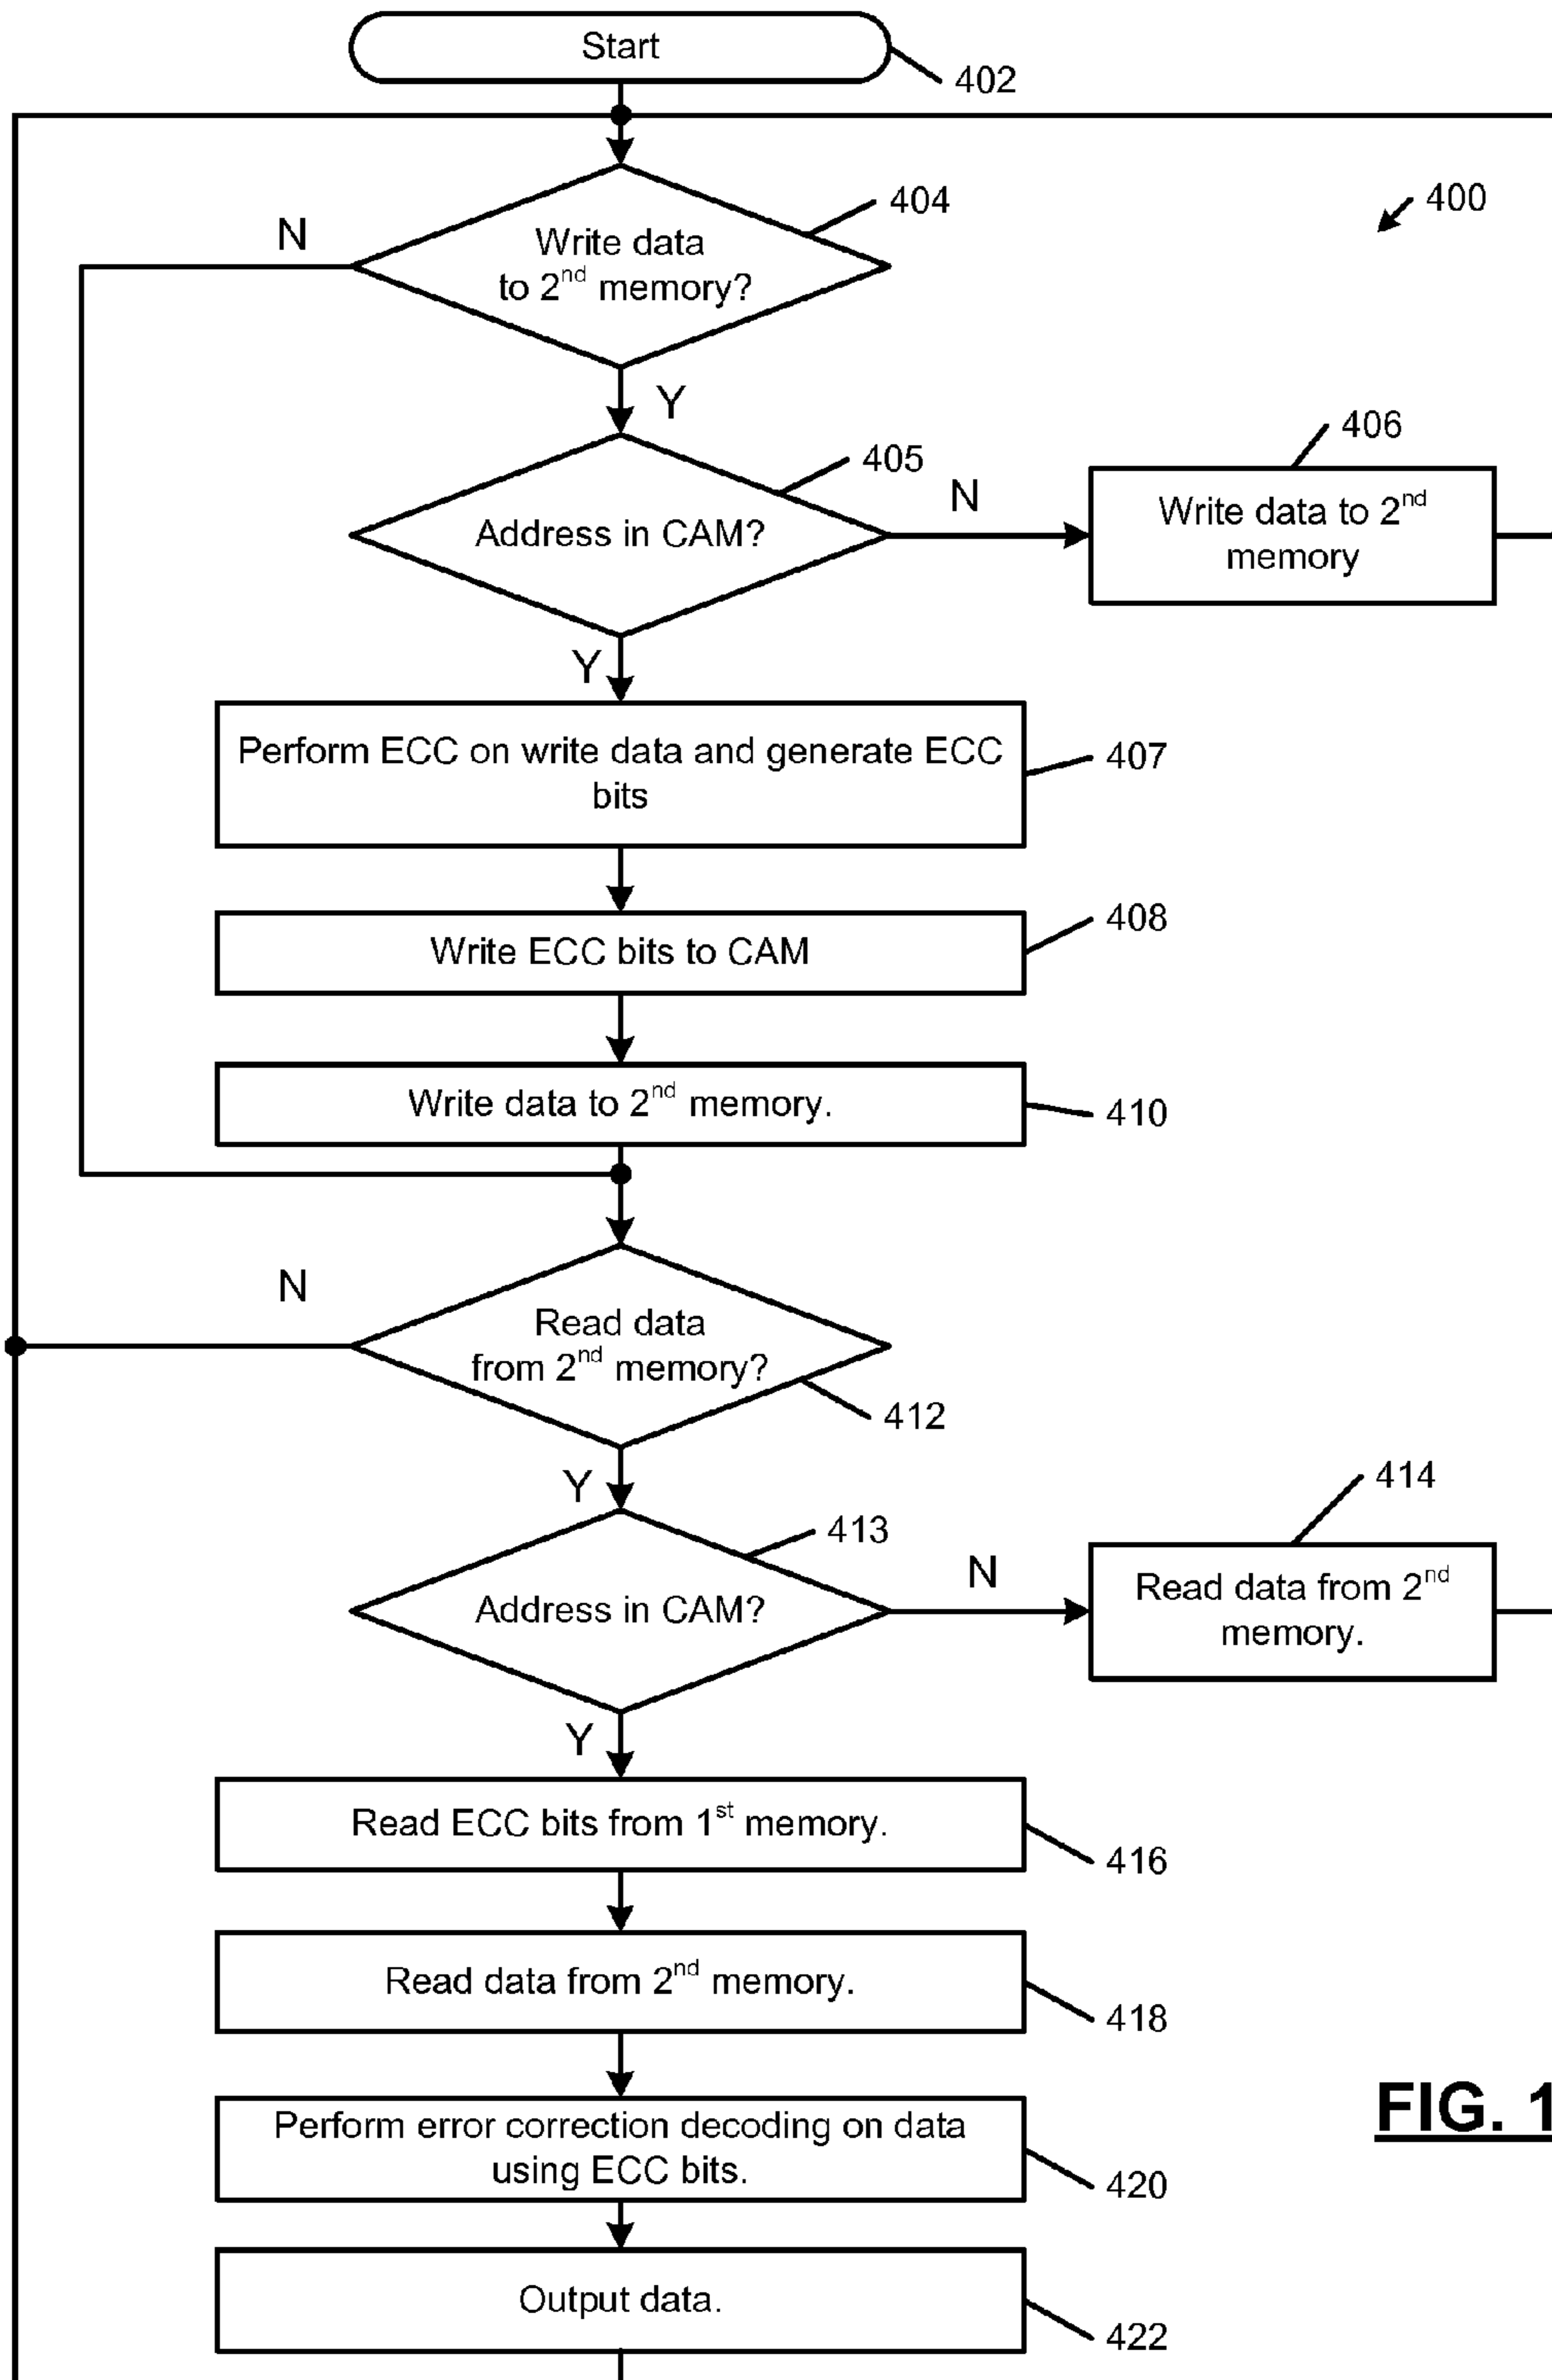 Start
402
400
404
N
Write data
to 2nd memory?
Y
405
406
Address in CAM?
N
Write data to 2nd
memory
Y
Perform ECC on write data and generate ECC
bits
407
Write ECC bits to CAM
408
Write data to 2nd memory.
410
N
Read data
from 2nd memory?
412
Y
413
414
Address in CAM?
N
Read data from 2nd
memory.
Y
Read ECC bits from 1st memory.
416
Read data from 2nd memory.
418
FIG. 1
Perform error correction decoding on data
using ECC bits.
420
Output data.
422